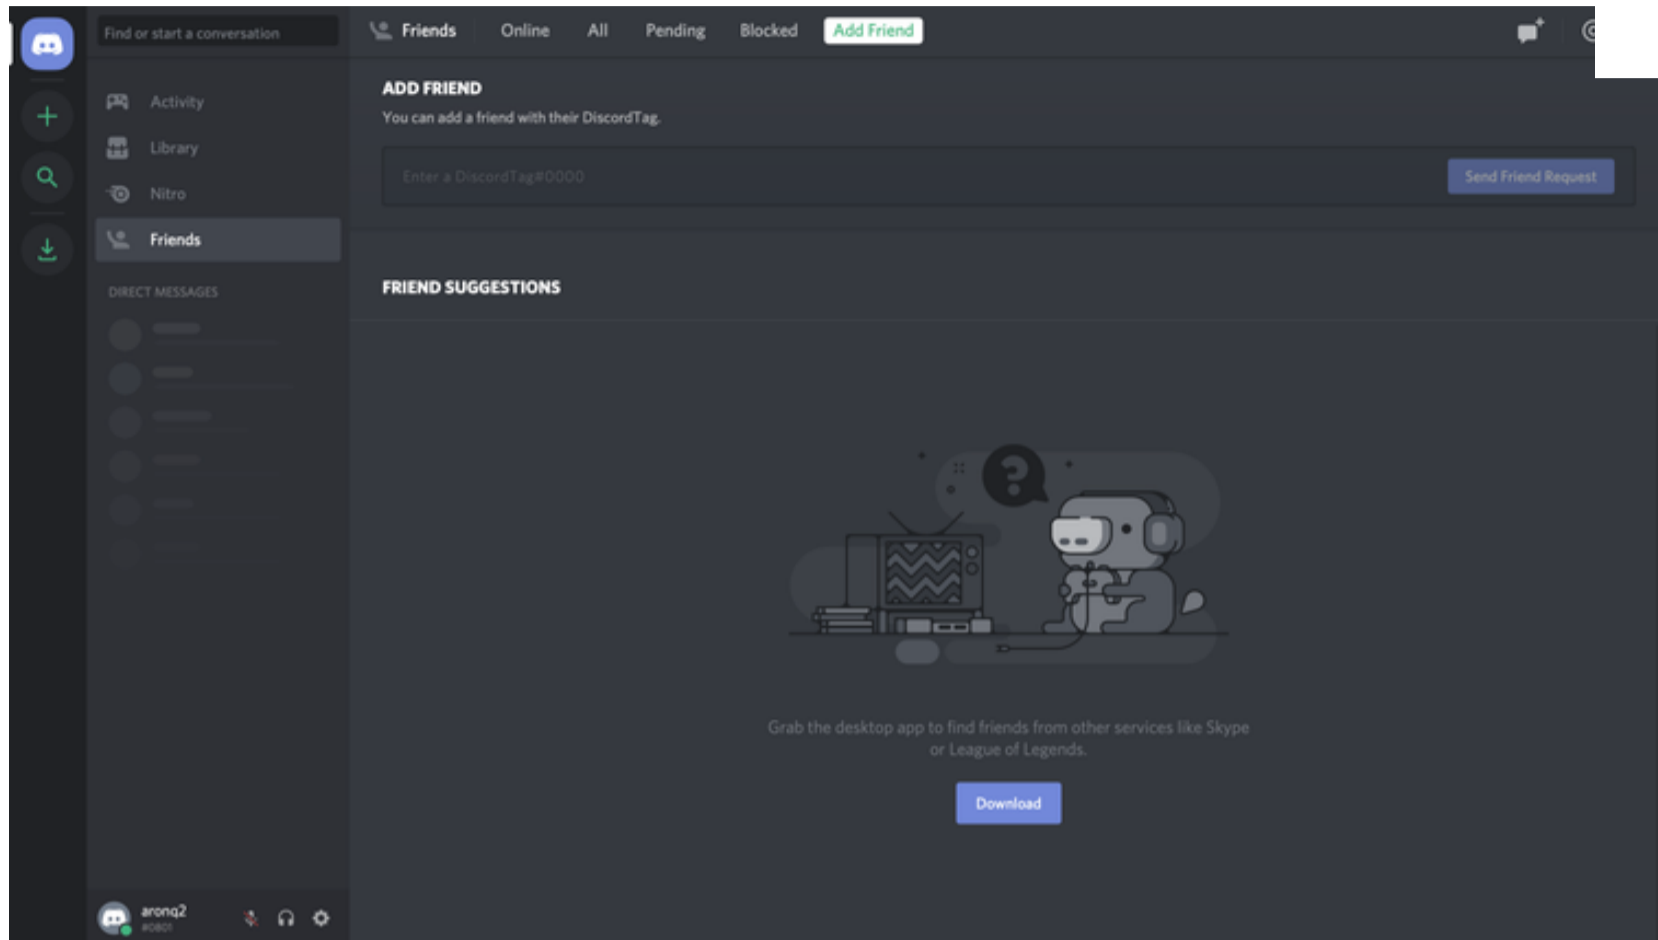 Find or start a conversation
Friends
Online
All
Pending
Blocked
Add Friend
Activity
Library
Nitro
Friends
DIRECT MESSAGES
ADD FRIEND
You can add a friend with their DiscordTag.
Enter a DiscordTag#0000
Send Friend Request
FRIEND SUGGESTIONS
?
Grab the desktop app to find friends from other services like Skype
or League of Legends.
Download
aronq2
#0801